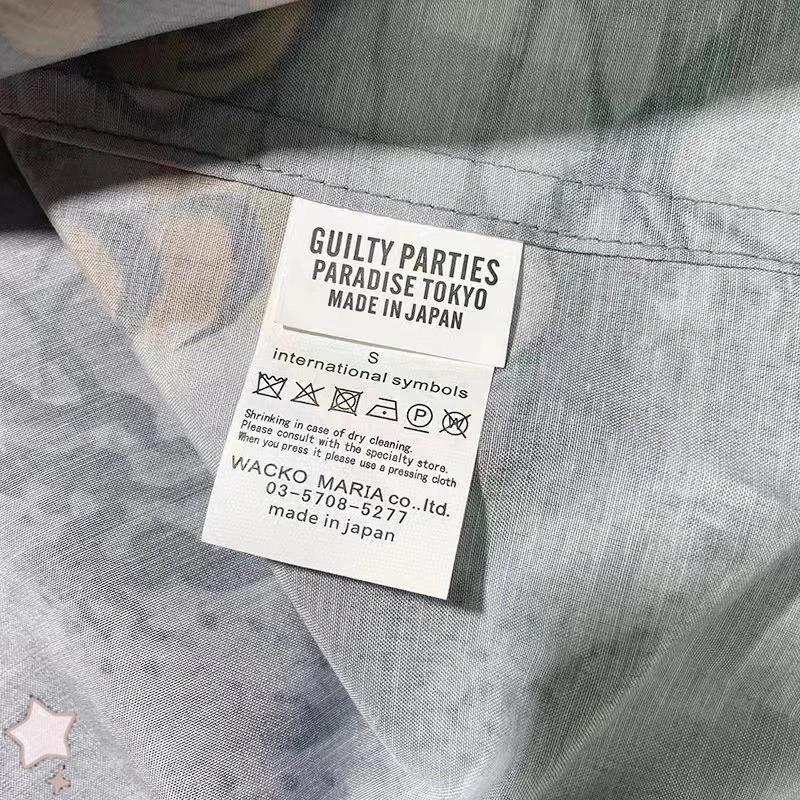 GUILTY PARTIES
PARADISE TOKYO
MADE IN JAPAN
S
international symbols
P W
Shrinking in case of dry cleaning.
Please consult with the specialty store.
When you press it please use a pressing cloth
WACKO MARIA co..ltd.
03-5708-5277
made in japan